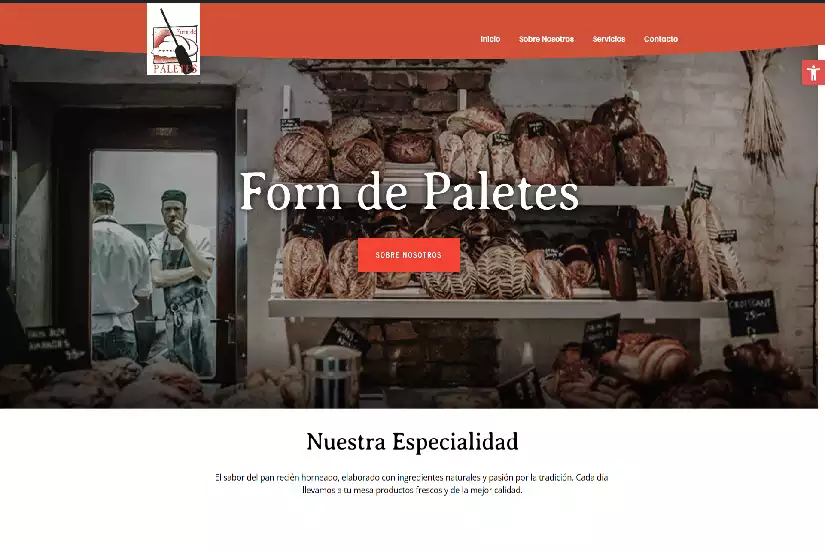 Forn de
PALETES
Inicio Sobre Nosotros Servicios Contacto
Forn de Paletes
SOBRE NOSOTROS
CROISSANT
Nuestra Especialidad
El sabor del pan recién horneado, elaborado con ingredientes naturales y pasión por la tradición. Cada día
llevamos a tu mesa productos frescos y de la mejor calidad.